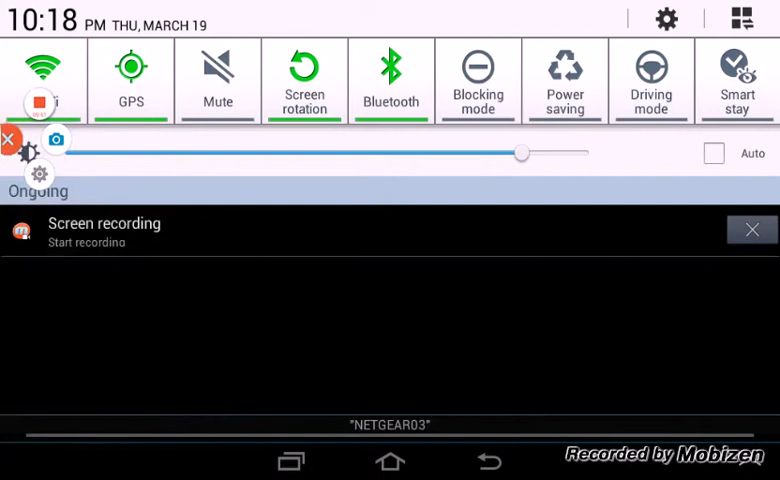 10:18 PM THU, MARCH 19
GPS
Mute
Screen rotation
Bluetooth
Blocking mode
Power saving
Driving mode
Smart stay
Auto
Ongoing
Screen recording
Start recording
"NETGEAR03"
Recorded by Mobizen